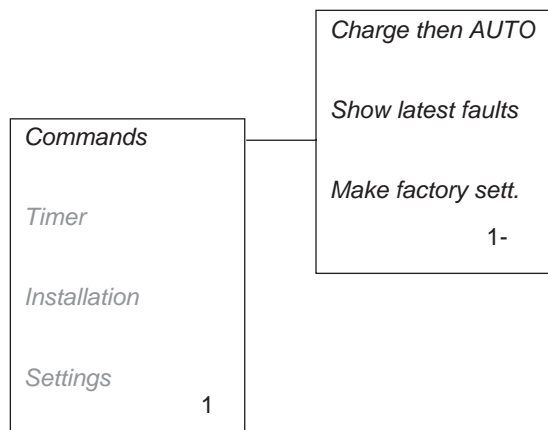 Commands
Timer
Installation
Settings
1
Charge then AUTO
Show latest faults
Make factory sett.
1-